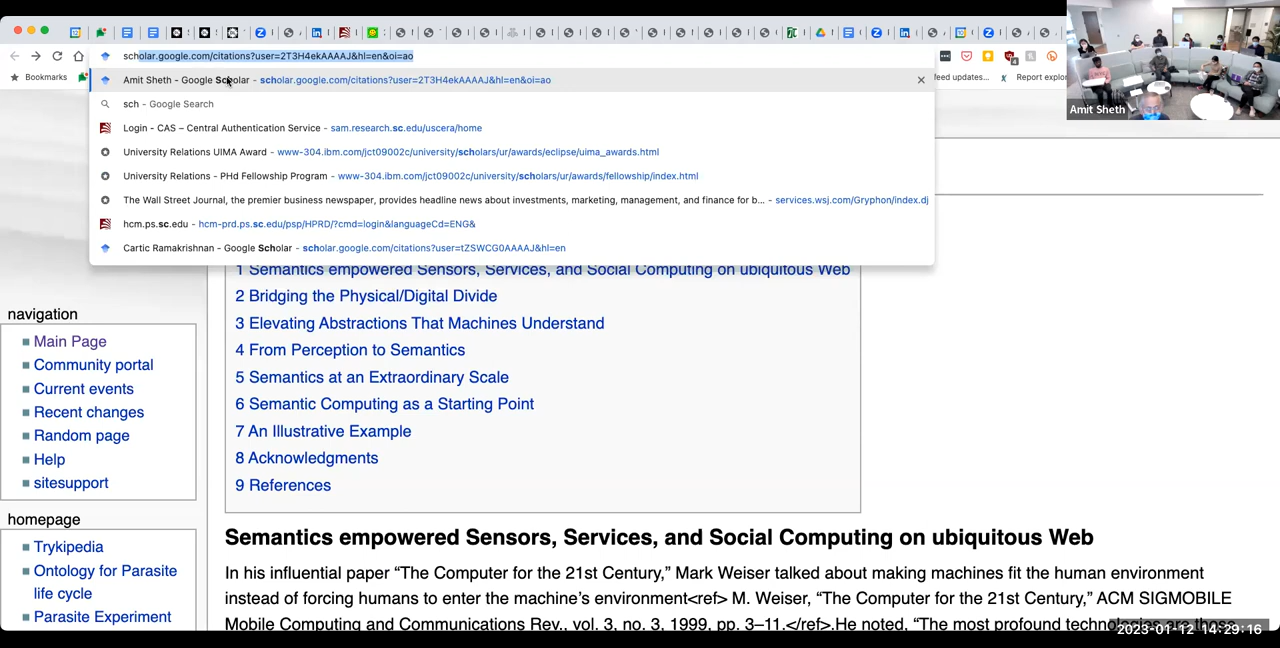 scholar.google.com/citations?user=2T3H4ekAAAAJ&hl=en&oi=ao
Bookmarks
Amit Sheth - Google Scholar - scholar.google.com/citations?user=2T3H4ekAAAAJ&hl=en&oi=ao
feed updates...
Report explor
sch - Google Search
Login - CAS – Central Authentication Service - sam.research.sc.edu/uscera/home
University Relations UIMA Award - www-304.ibm.com/jct09002c/university/scholars/ur/awards/eclipse/uima_awards.html
University Relations - PHd Fellowship Program - www-304.ibm.com/jct09002c/university/scholars/ur/awards/fellowship/index.html
The Wall Street Journal, the premier business newspaper, provides headline news about investments, marketing, management, and finance for b... - services.wsj.com/Gryphon/index.dj
hcm.ps.sc.edu - hcm-prd.ps.sc.edu/psp/HPRD/?cmd=login&languageCd=ENG&
Cartic Ramakrishnan - Google Scholar - scholar.google.com/citations?user=tZSWCG0AAAAJ&hl=en
Amit Sheth
1 Semantics empowered Sensors, Services, and Social Computing on ubiquitous Web
2 Bridging the Physical/Digital Divide
3 Elevating Abstractions That Machines Understand
4 From Perception to Semantics
5 Semantics at an Extraordinary Scale
6 Semantic Computing as a Starting Point
7 An Illustrative Example
8 Acknowledgments
9 References
navigation
Main Page
Community portal
Current events
Recent changes
Random page
Help
sitesupport
homepage
Trykipedia
Ontology for Parasite
life cycle
Parasite Experiment
Semantics empowered Sensors, Services, and Social Computing on ubiquitous Web
In his influential paper “The Computer for the 21st Century,” Mark Weiser talked about making machines fit the human environment
instead of forcing humans to enter the machine’s environment<ref> M. Weiser, “The Computer for the 21st Century,” ACM SIGMOBILE
Mobile Computing and Communications Rev., vol. 3, no. 3, 1999, pp. 3–11.</ref>.He noted, “The most profound technologies are those
2023-01-12 14:29:16